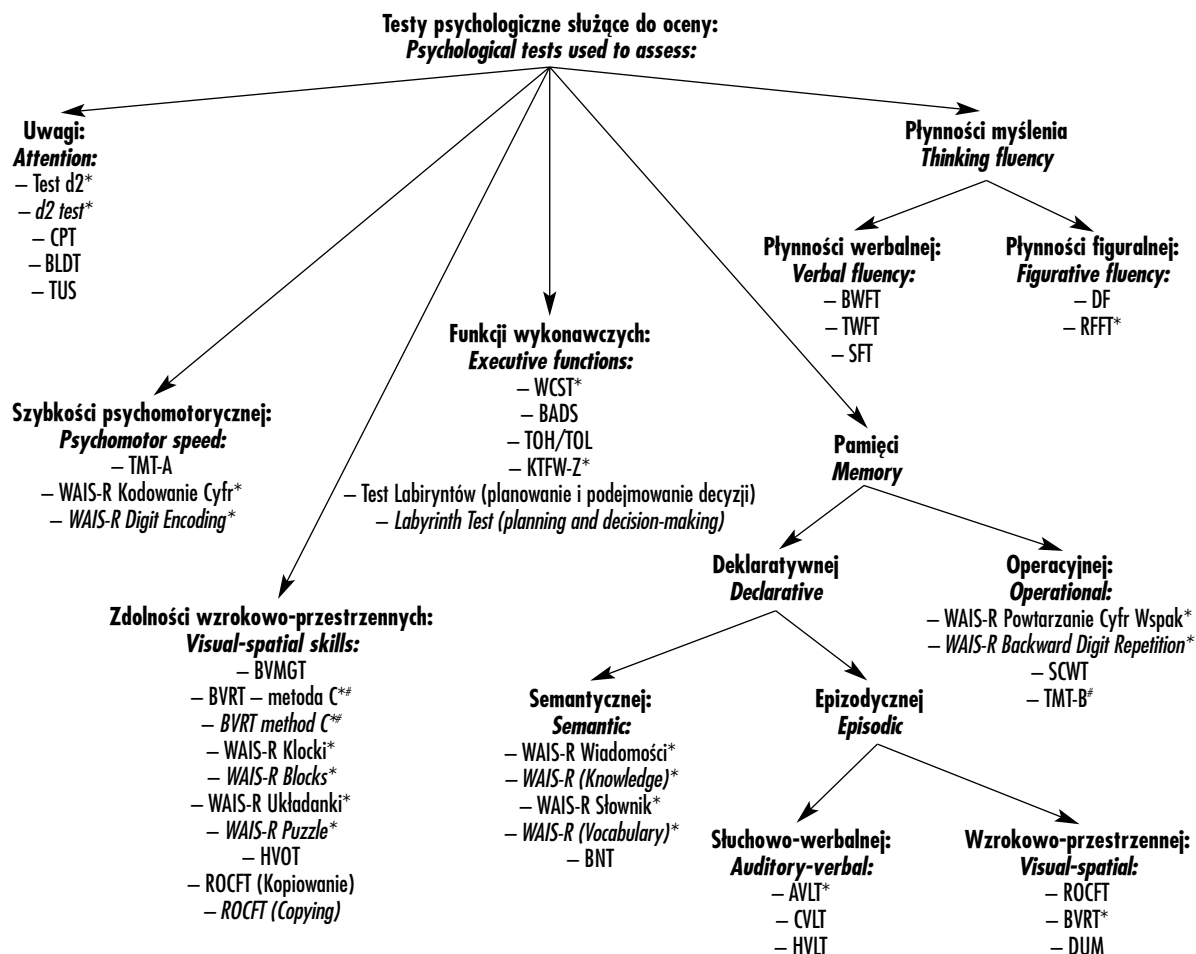 Testy psychologiczne służące do oceny:
Psychological tests used to assess:
Uwagi:
Attention:
– Test d2*
– d2 test*
– CPT
– BLDT
– TUS
Płynności myślenia
Thinking fluency
Płynności werbalnej:
Verbal fluency:
– BWFT
– TWFT
– SFT
Płynności figuralnej:
Figurative fluency:
– DF
– RFFT*
Szybkości psychomotorycznej:
Psychomotor speed:
– TMT-A
– WAIS-R Kodowanie Cyfr*
– WAIS-R Digit Encoding*
Funkcji wykonawczych:
Executive functions:
– WCST*
– BADS
– TOH/TOL
– KTFW-Z*
– Test Labiryntów (planowanie i podejmowanie decyzji)
– Labyrinth Test (planning and decision-making)
Pamięci
Memory
Deklaratywnej
Declarative
Operacyjnej:
Operational:
– WAIS-R Powtarzanie Cyfr Wspak*
– WAIS-R Backward Digit Repetition*
– SCWT
– TMT-B#
Zdolności wzrokowo-przestrzennych:
Visual-spatial skills:
– BVMGT
– BVRT – metoda C*#
– BVRT method C*#
– WAIS-R Klocki*
– WAIS-R Blocks*
– WAIS-R Układanki*
– WAIS-R Puzzle*
– HVOT
– ROCFT (Kopiowanie)
– ROCFT (Copying)
Semantycznej:
Semantic:
– WAIS-R Wiadomości*
– WAIS-R (Knowledge)*
– WAIS-R Słownik*
– WAIS-R (Vocabulary)*
– BNT
Epizodycznej
Episodic
Słuchowo-werbalnej:
Auditory-verbal:
– AVLT*
– CVLT
– HVLT
Wzrokowo-przestrzennej:
Visual-spatial:
– ROCFT
– BVRT*
– DUM